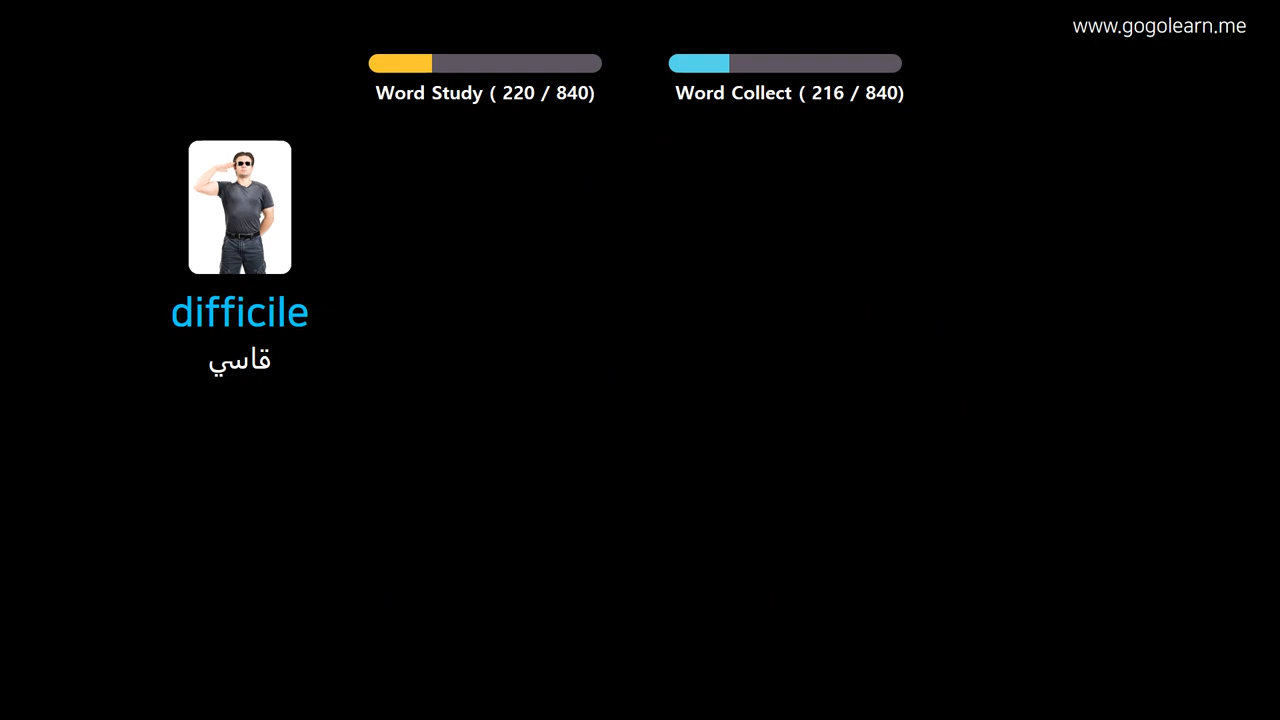 www.gogolearn.me
Word Study ( 220 / 840)
Word Collect ( 216 / 840)
difficile
قاسي